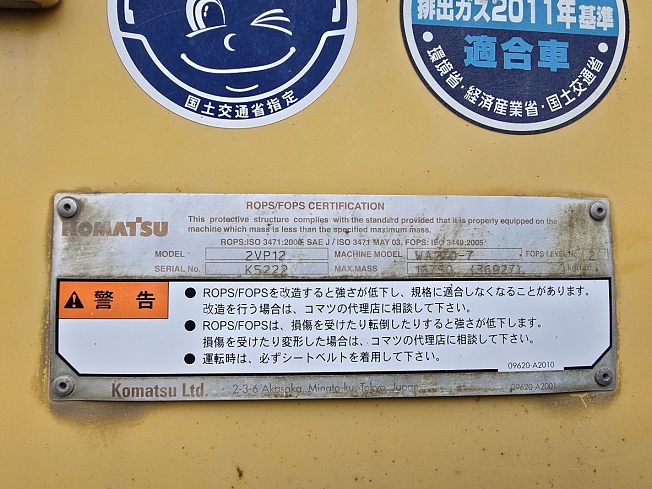 国土交通省指定
排出ガス2011年基準
適合車
・環境省・経済産業省・国土交通省・
KOMATSU
ROPS/FOPS CERTIFICATION
This protective structure complies with the standard provided that it is properly equipped on the
machine which mass is less than the specified maximum mass.
ROPS:ISO 3471:2008, SAE J / ISO 3471 MAY 03, FOPS: ISO 3449:2005
MODEL 2VP12 MACHINE MODEL WA270-7 FOPS LEVEL NO. 2
SERIAL No. K5222 MAX.MASS (36927)
警告
● ROPS/FOPSを改造すると強さが低下し、規格に適合しなくなることがあります。
改造を行う場合は、コマツの代理店に相談して下さい。
● ROPS/FOPSは、損傷を受けたり転倒したりすると強さが低下します。
損傷を受けたり変形した場合は、コマツの代理店に相談して下さい。
● 運転時は、必ずシートベルトを着用して下さい。
09620-A2010
Komatsu Ltd. 2-3-6 Akasaka, Minato-ku, Tokyo, Japan 09620-A2001